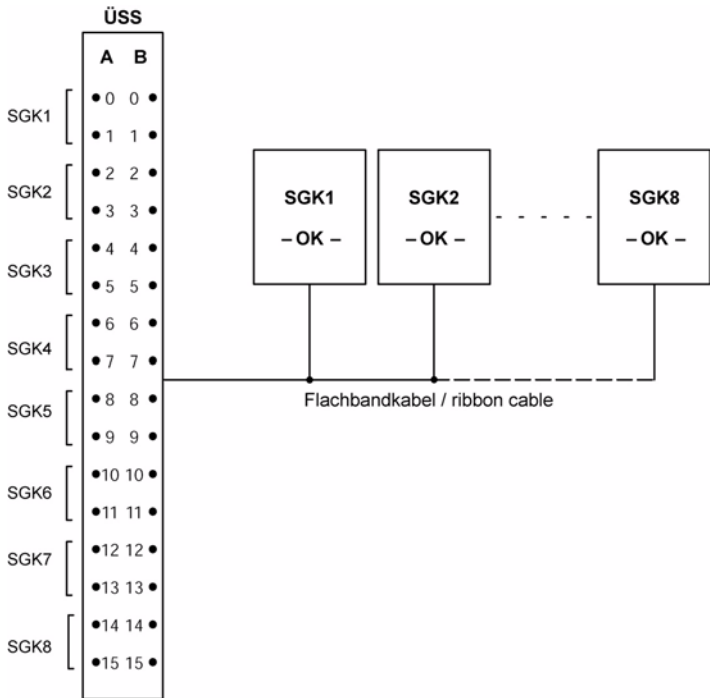 ÜSS
A B
SGK1
0 0
1 1
SGK2
2 2
3 3
SGK3
4 4
5 5
SGK4
6 6
7 7
SGK5
8 8
9 9
SGK6
10 10
11 11
SGK7
12 12
13 13
SGK8
14 14
15 15
SGK1
– OK –
SGK2
– OK –
SGK8
– OK –
Flachbandkabel / ribbon cable